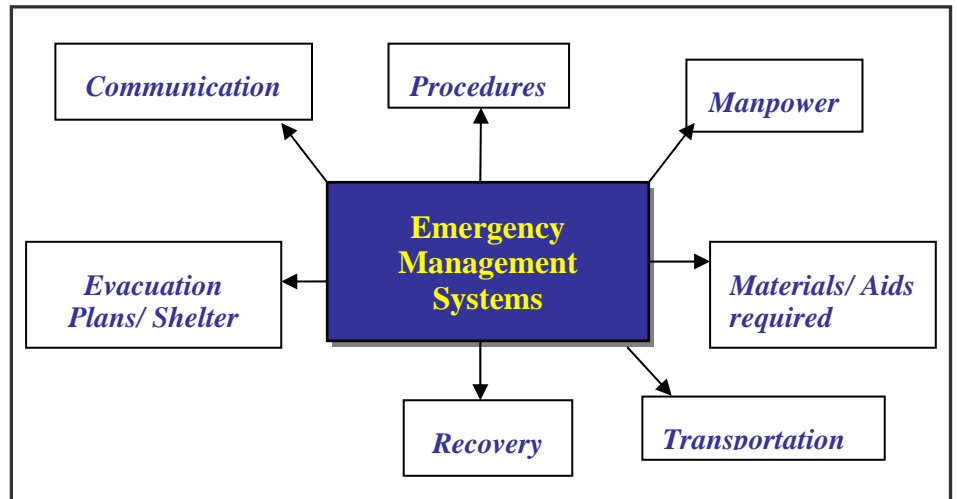 Communication
Procedures
Manpower
Emergency
Management
Systems
Evacuation
Plans/ Shelter
Materials/ Aids
required
Recovery
Transportation